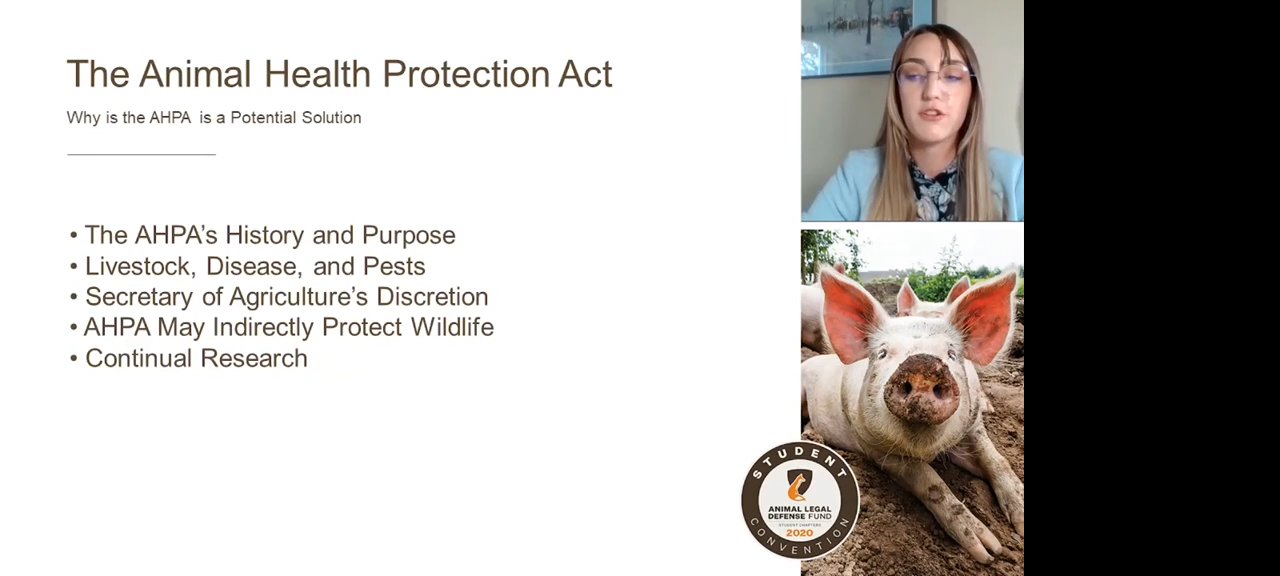 The Animal Health Protection Act
Why is the AHPA is a Potential Solution
• The AHPA’s History and Purpose
• Livestock, Disease, and Pests
• Secretary of Agriculture’s Discretion
• AHPA May Indirectly Protect Wildlife
• Continual Research
STUDENT
ANIMAL LEGAL
DEFENSE FUND
STUDENT CHAPTERS
2020
CONVENTION